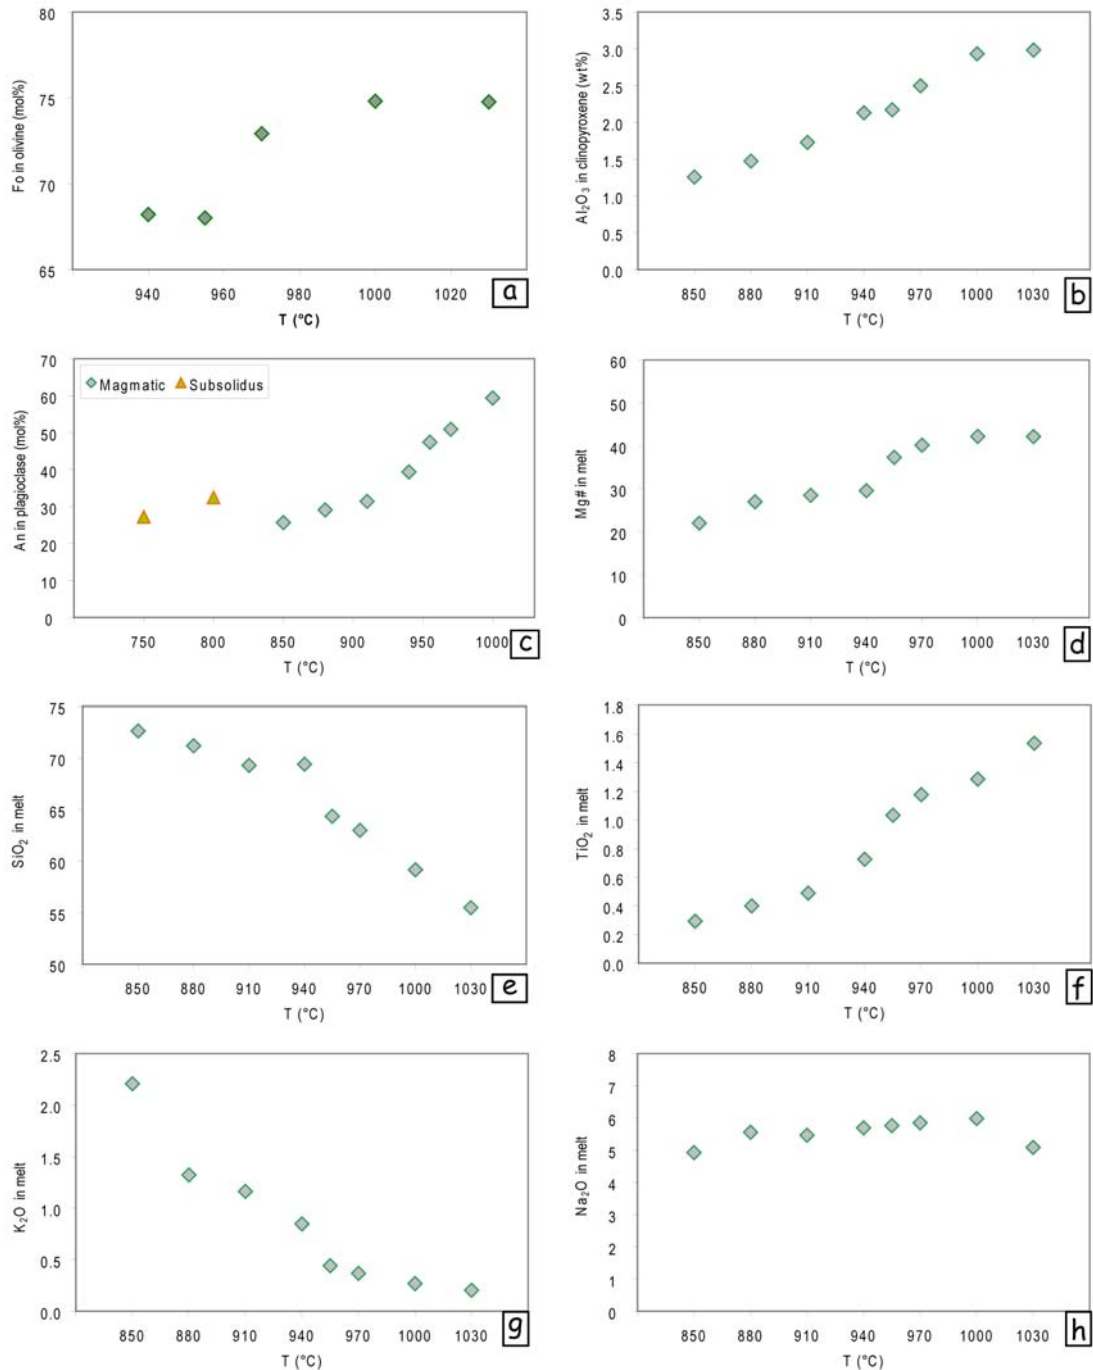 80
75
70
65
Fo in olivine (mol%)
940 960 980 1000 1020
T (°C)
a
3.5
3.0
2.5
2.0
1.5
1.0
0.5
0.0
Al₂O₃ in clinopyroxene (wt%)
850 880 910 940 970 1000 1030
T (°C)
b
70
60
50
40
30
20
10
0
An in plagioclase (mol%)
Magmatic Subsolidus
750 800 850 900 950 1000
T (°C)
c
60
50
40
30
20
10
0
Mg# in melt
850 880 910 940 970 1000 1030
T (°C)
d
75
70
65
60
55
50
SiO₂ in melt
850 880 910 940 970 1000 1030
T (°C)
e
1.8
1.6
1.4
1.2
1.0
0.8
0.6
0.4
0.2
0.0
TiO₂ in melt
850 880 910 940 970 1000 1030
T (°C)
f
2.5
2.0
1.5
1.0
0.5
0.0
K₂O in melt
850 880 910 940 970 1000 1030
T (°C)
g
8
7
6
5
4
3
2
1
0
Na₂O in melt
850 880 910 940 970 1000 1030
T (°C)
h